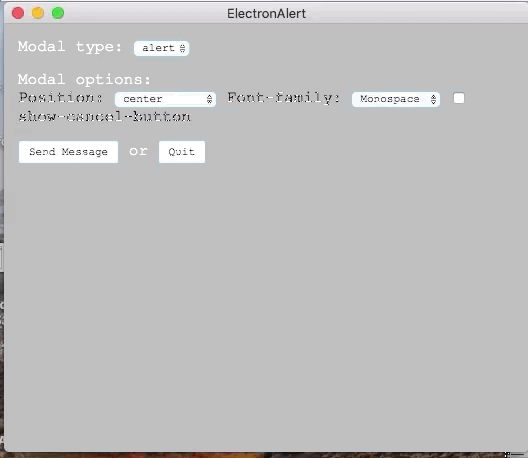 ElectronAlert
Modal type: alert
Modal options:
Position: center Font-family: Monospace
show-cancel-button
Send Message or Quit